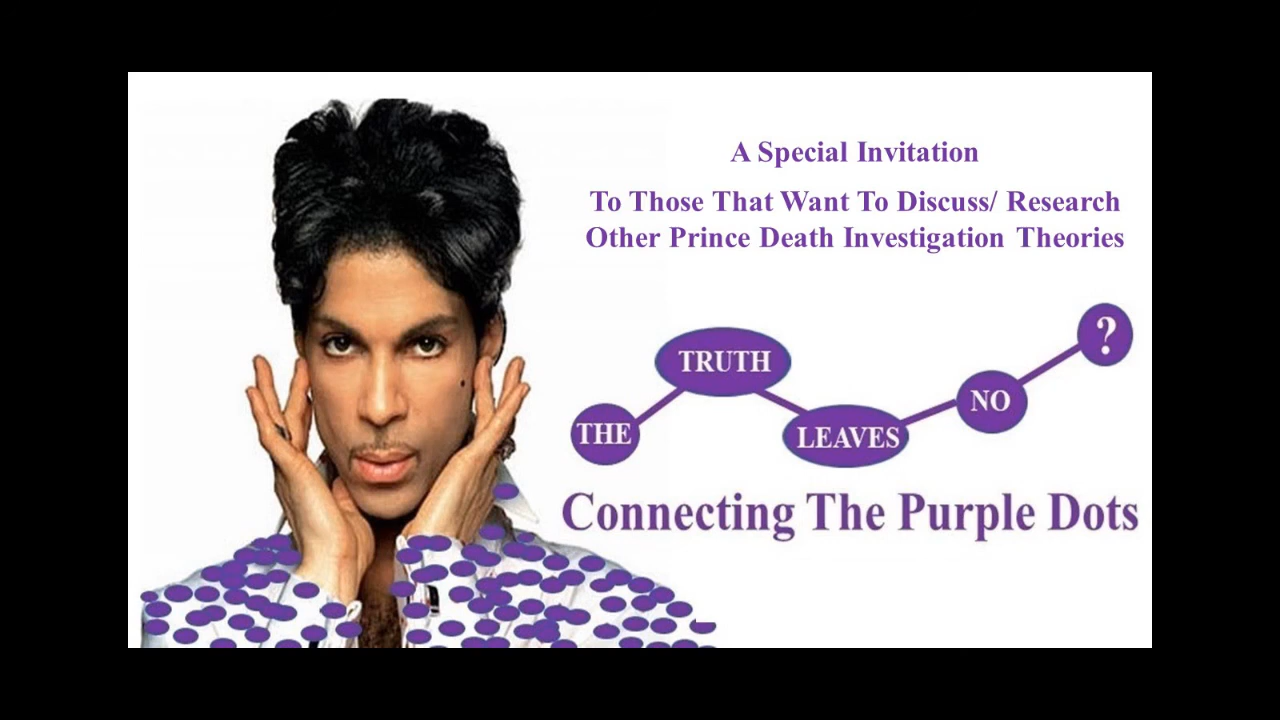 A Special Invitation
To Those That Want To Discuss/ Research
Other Prince Death Investigation Theories
THE TRUTH LEAVES NO ?
Connecting The Purple Dots